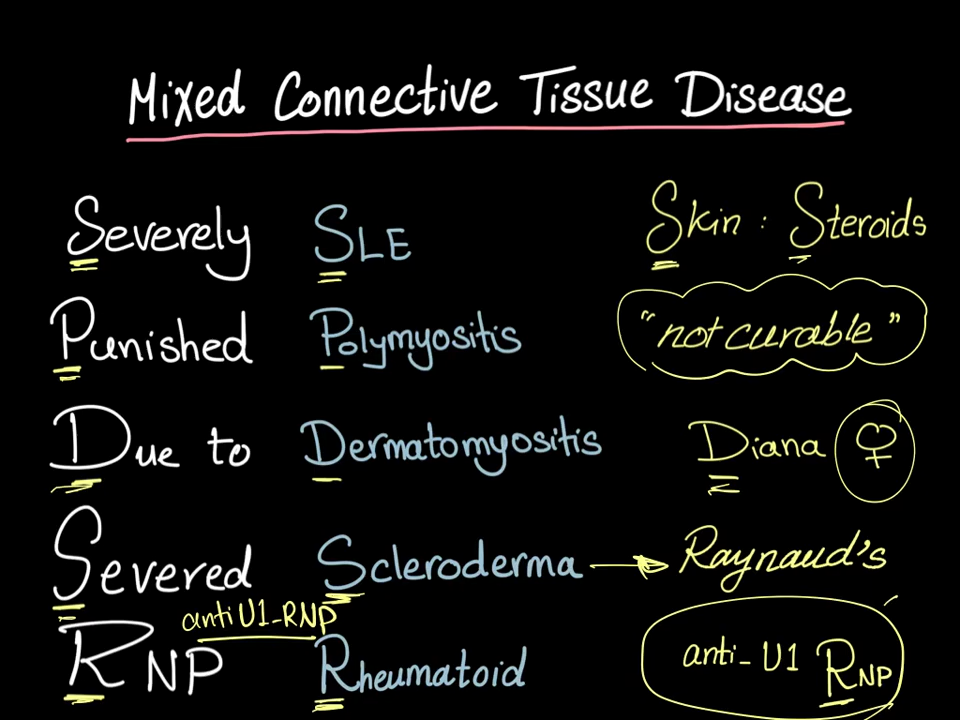 Mixed Connective Tissue Disease
Severely SLE Skin : Steroids
Punished Polymyositis "not curable"
Due to Dermatomyositis Diana ♀
Severed Scleroderma → Raynaud's
anti U1-RNP
RNP Rheumatoid anti-U1 RNP